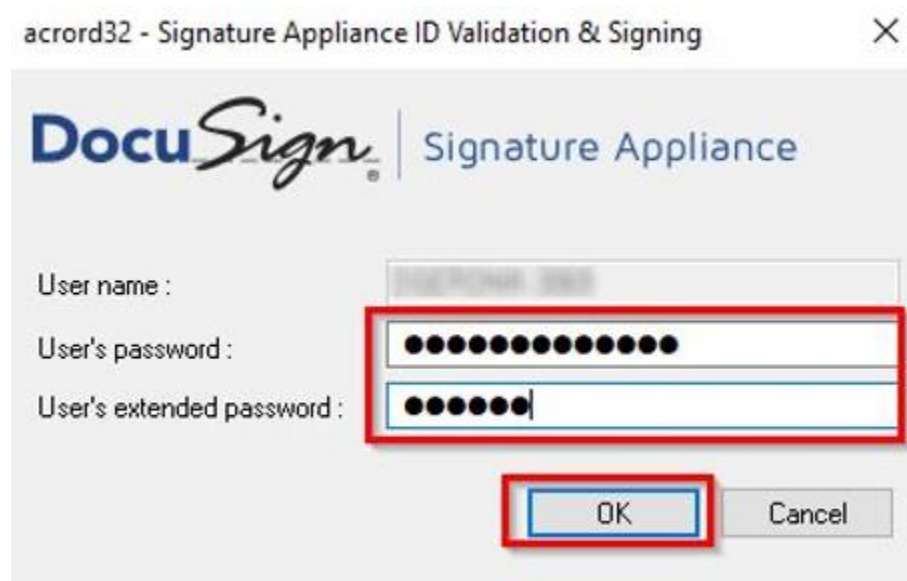 acrord32 - Signature Appliance ID Validation & Signing
DocuSign® Signature Appliance
User name :
User's password : ●●●●●●●●●●●●●
User's extended password : ●●●●●●
OK Cancel